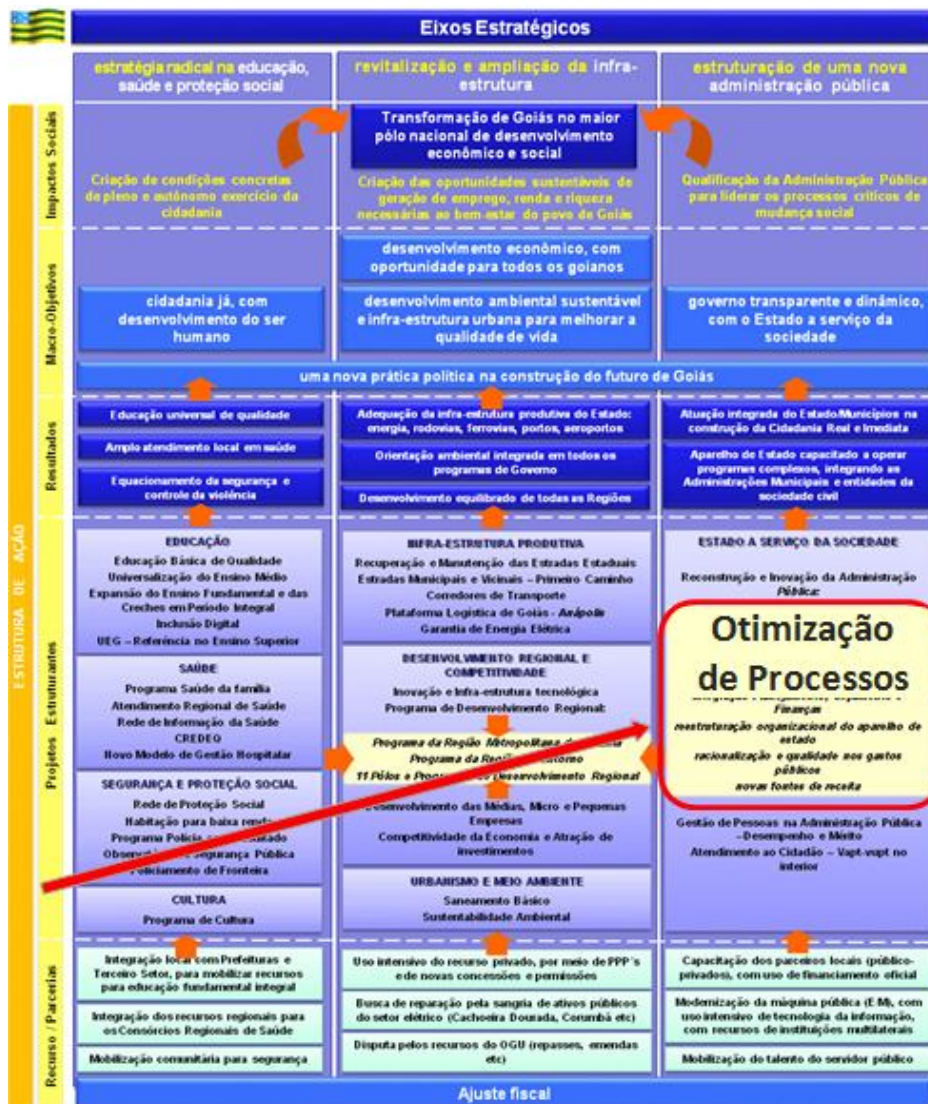 Eixos Estratégicos
estratégia radical na educação,
saúde e proteção social
revitalização e ampliação da infra-
estrutura
estruturação de uma nova
administração pública
ESTRUTURA DE AÇÃO
Impactos Sociais
Transformação de Goiás no maior
pólo nacional de desenvolvimento
econômico e social
Criação de condições concretas
de pleno e autônomo exercício da
cidadania
Criação das oportunidades sustentáveis de
geração de emprego, renda e riqueza
necessárias ao bem-estar do povo de Goiás
Qualificação da Administração Pública
para liderar os processos críticos de
mudança social
Macro-Objetivos
desenvolvimento econômico, com
oportunidade para todos os goianos
cidadania já, com
desenvolvimento do ser
humano
desenvolvimento ambiental sustentável
e infra-estrutura urbana para melhorar a
qualidade de vida
governo transparente e dinâmico,
com o Estado a serviço da
sociedade
uma nova prática política na construção do futuro de Goiás
Resultados
Educação universal de qualidade
Amplo atendimento local em saúde
Equacionamento da segurança e
controle da violência
Adequação da infra-estrutura produtiva do Estado:
energia, rodovias, ferrovias, portos, aeroportos
Orientação ambiental integrada em todos os
programas de Governo
Desenvolvimento equilibrado de todas as Regiões
Atuação integrada do Estado/Municípios na
construção da Cidadania Real e Imediata
Aparelho de Estado capacitado a operar
programas complexos, integrando as
Administrações Municipais e entidades da
sociedade civil
Projetos Estruturantes
EDUCAÇÃO
Educação Básica de Qualidade
Universalização do Ensino Médio
Expansão do Ensino Fundamental e das
Creches em Período Integral
Inclusão Digital
UEG – Referência no Ensino Superior
SAÚDE
Programa Saúde da família
Atendimento Regional de Saúde
Rede de Informação da Saúde
CREDEQ
Novo Modelo de Gestão Hospitalar
SEGURANÇA E PROTEÇÃO SOCIAL
Rede de Proteção Social
Habitação para baixa renda
Programa Polícia
Segurança Pública
Policiamento de Fronteira
CULTURA
Programa de Cultura
INFRA-ESTRUTURA PRODUTIVA
Recuperação e Manutenção das Estradas Estaduais
Estradas Municipais e Vicinais – Primeiro Caminho
Corredores de Transporte
Plataforma Logística de Goiás - Anápolis
Garantia de Energia Elétrica
DESENVOLVIMENTO REGIONAL E
COMPETITIVIDADE
Inovação e Infra-estrutura tecnológica
Programa de Desenvolvimento Regional:
Programa da Região Metropolitana
Programa da Região
11 Pólos e Desenvolvimento Regional
Desenvolvimento das Médias, Micro e Pequenas
Empresas
Competitividade da Economia e Atração de
investimentos
URBANISMO E MEIO AMBIENTE
Saneamento Básico
Sustentabilidade Ambiental
ESTADO A SERVIÇO DA SOCIEDADE
Reconstrução e Inovação da Administração
Pública:
Otimização
de Processos
Finanças
reestruturação organizacional do aparelho de
estado
racionalização e qualidade nos gastos
públicos
novas fontes de receita
Gestão de Pessoas na Administração Pública
–Desempenho e Mérito
Atendimento ao Cidadão – Vapt-vupt no
interior
Recurso / Parcerias
Integração local com Prefeituras e
Terceiro Setor, para mobilizar recursos
para educação fundamental integral
Integração dos recursos regionais para
os Consórcios Regionais de Saúde
Mobilização comunitária para segurança
Uso intensivo do recurso privado, por meio de PPP´s
e de novas concessões e permissões
Busca de reparação pela sangria de ativos públicos
do setor elétrico (Cachoeira Dourada, Corumbá etc)
Disputa pelos recursos do OGU (repasses, emendas
etc)
Capacitação dos parceiros locais (público-
privados), com uso de financiamento oficial
Modernização da máquina pública (E M), com
uso intensivo de tecnologia da informação,
com recursos de instituições multilaterais
Mobilização do talento do servidor público
Ajuste fiscal